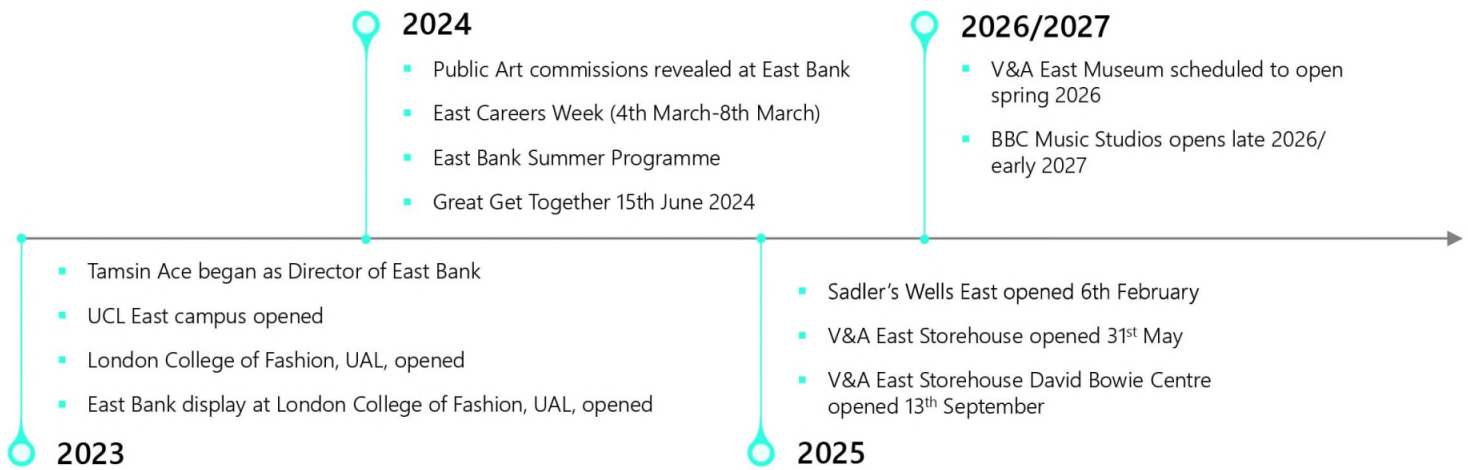 2024
Public Art commissions revealed at East Bank
East Careers Week (4th March-8th March)
East Bank Summer Programme
Great Get Together 15th June 2024
2026/2027
V&A East Museum scheduled to open
spring 2026
BBC Music Studios opens late 2026/
early 2027
Tamsin Ace began as Director of East Bank
UCL East campus opened
London College of Fashion, UAL, opened
East Bank display at London College of Fashion, UAL, opened
2023
Sadler’s Wells East opened 6th February
V&A East Storehouse opened 31st May
V&A East Storehouse David Bowie Centre
opened 13th September
2025